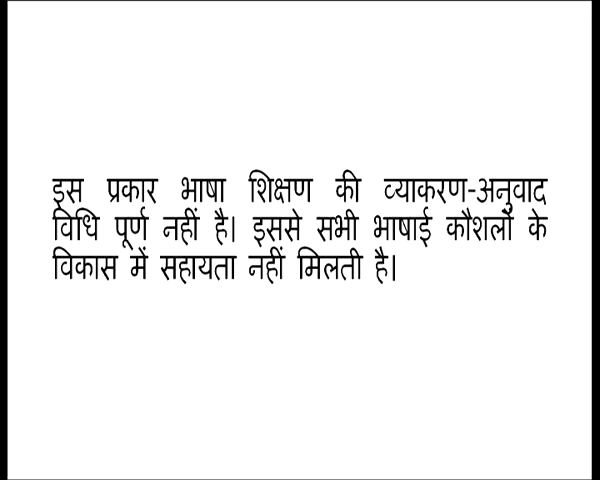 इस प्रकार भाषा शिक्षण की व्याकरण-अनुवाद
विधि पूर्ण नहीं है। इससे सभी भाषाई कौशलों के
विकास में सहायता नहीं मिलती है।